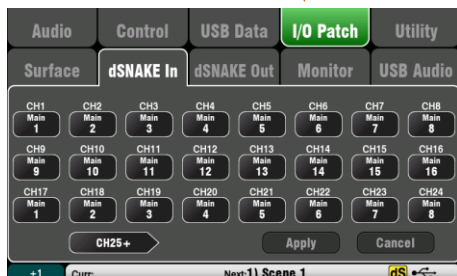 Audio Control USB Data I/O Patch Utility
Surface dSNAKE In dSNAKE Out Monitor USB Audio
CH1 CH2 CH3 CH4 CH5 CH6 CH7 CH8
Main Main Main Main Main Main Main Main
1 2 3 4 5 6 7 8
CH9 CH10 CH11 CH12 CH13 CH14 CH15 CH16
Main Main Main Main Main Main Main Main
9 10 11 12 13 14 15 16
CH17 CH18 CH19 CH20 CH21 CH22 CH23 CH24
Main Main Main Main Main Main Main Main
1 2 3 4 5 6 7 8
CH25+ Apply Cancel
+1 Curr: Next:1) Scene 1 dS